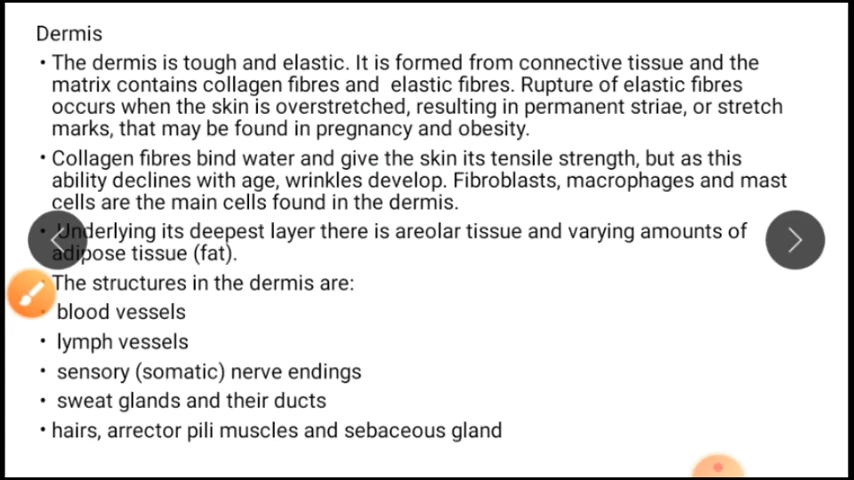 Dermis
• The dermis is tough and elastic. It is formed from connective tissue and the
matrix contains collagen fibres and elastic fibres. Rupture of elastic fibres
occurs when the skin is overstretched, resulting in permanent striae, or stretch
marks, that may be found in pregnancy and obesity.
• Collagen fibres bind water and give the skin its tensile strength, but as this
ability declines with age, wrinkles develop. Fibroblasts, macrophages and mast
cells are the main cells found in the dermis.
• Underlying its deepest layer there is areolar tissue and varying amounts of
adipose tissue (fat).
The structures in the dermis are:
• blood vessels
• lymph vessels
• sensory (somatic) nerve endings
• sweat glands and their ducts
• hairs, arrector pili muscles and sebaceous gland